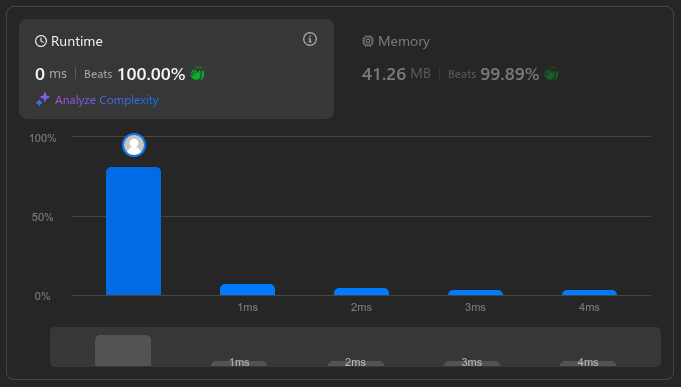 Runtime
0 ms | Beats 100.00%
Analyze Complexity
Memory
41.26 MB | Beats 99.89%
100%
50%
0%
1ms 2ms 3ms 4ms
1ms 2ms 3ms 4ms